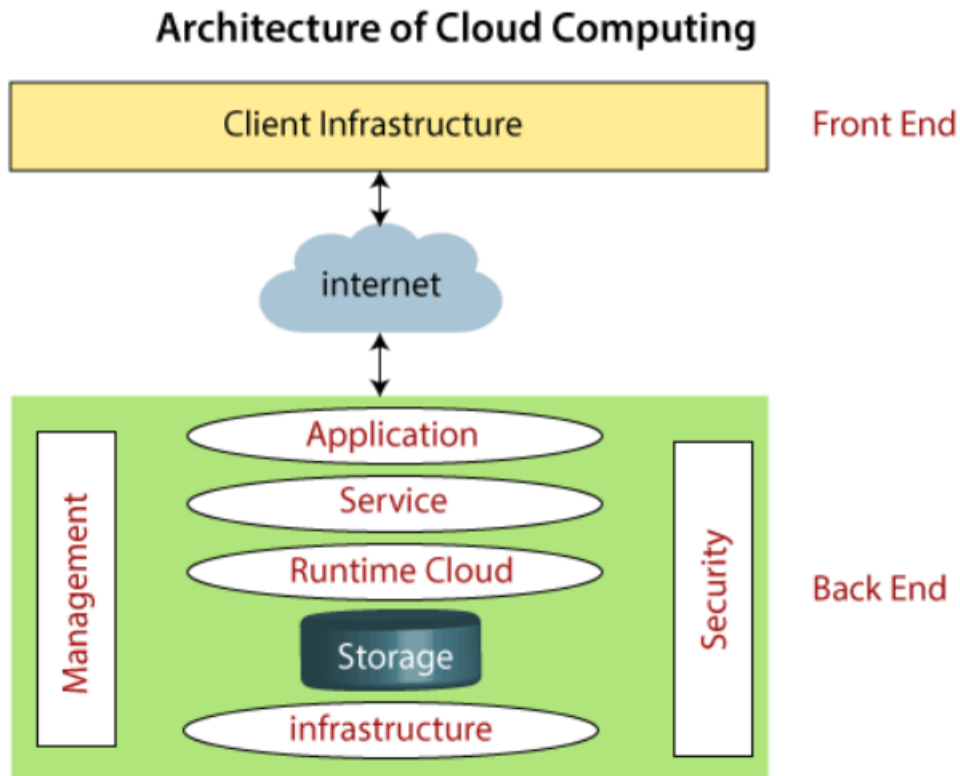 Architecture of Cloud Computing
Client Infrastructure
Front End
internet
Application
Service
Runtime Cloud
Storage
infrastructure
Management
Security
Back End